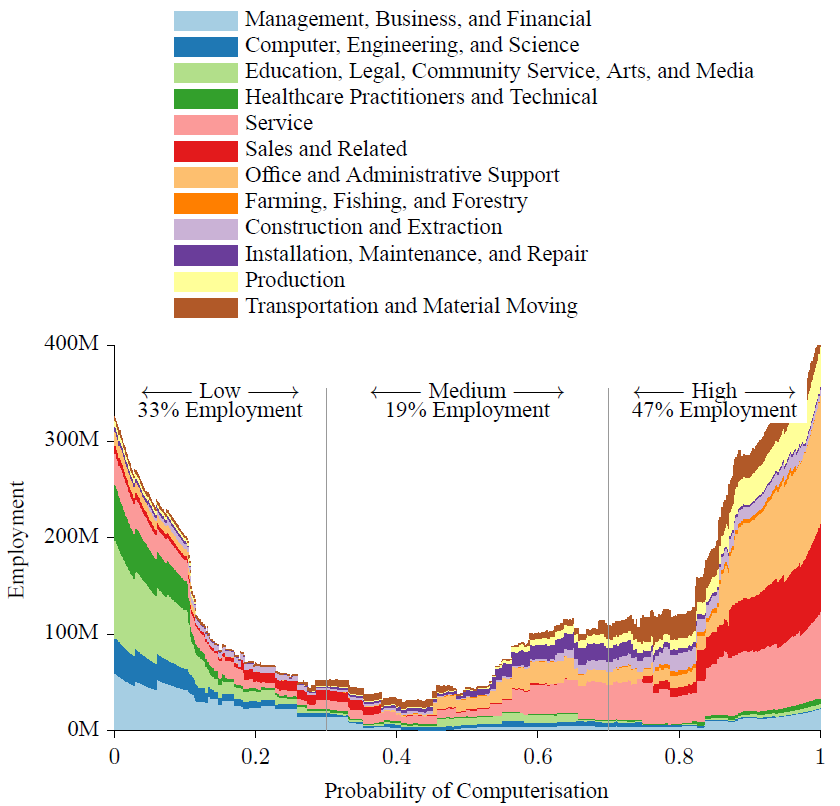 Management, Business, and Financial
Computer, Engineering, and Science
Education, Legal, Community Service, Arts, and Media
Healthcare Practitioners and Technical
Service
Sales and Related
Office and Administrative Support
Farming, Fishing, and Forestry
Construction and Extraction
Installation, Maintenance, and Repair
Production
Transportation and Material Moving
400M
← Low →
33% Employment
← Medium →
19% Employment
← High →
47% Employment
300M
200M
100M
0M
Employment
0 0.2 0.4 0.6 0.8 1
Probability of Computerisation